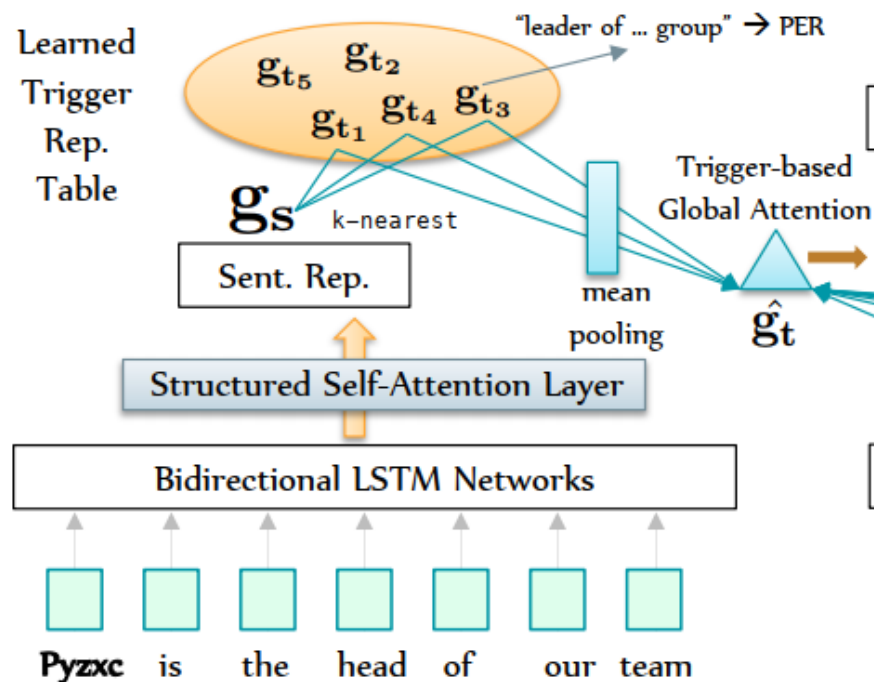 Learned
Trigger
Rep.
Table
"leader of ... group" → PER
g_t5
g_t2
g_t1
g_t4
g_t3
g_s
k-nearest
Sent. Rep.
mean
pooling
Trigger-based
Global Attention
ĝ_t
Structured Self-Attention Layer
Bidirectional LSTM Networks
Pyzxc is the head of our team